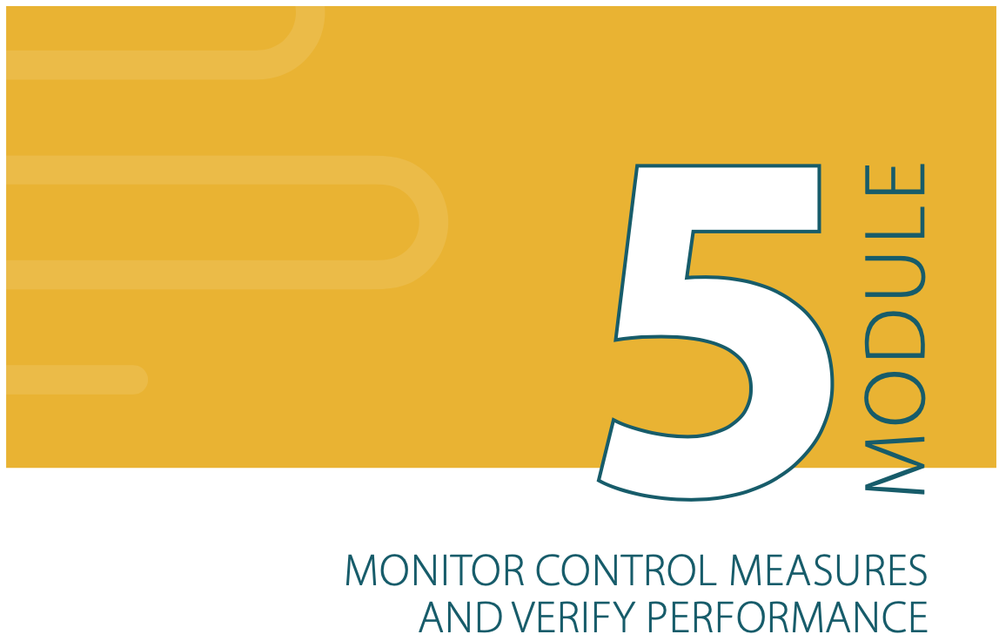 5
MODULE
MONITOR CONTROL MEASURES
AND VERIFY PERFORMANCE